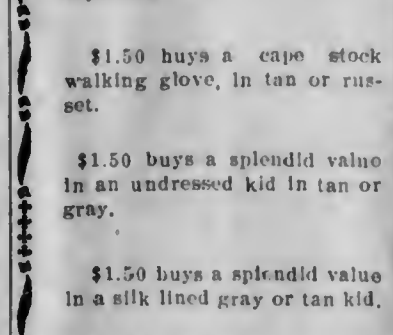 $1.50 buys a cape stock
walking glove, in tan or rus-
set.
$1.50 buys a splendid value
in an undressed kid in tan or
gray.
$1.50 buys a splendid value
in a silk lined gray or tan kid.